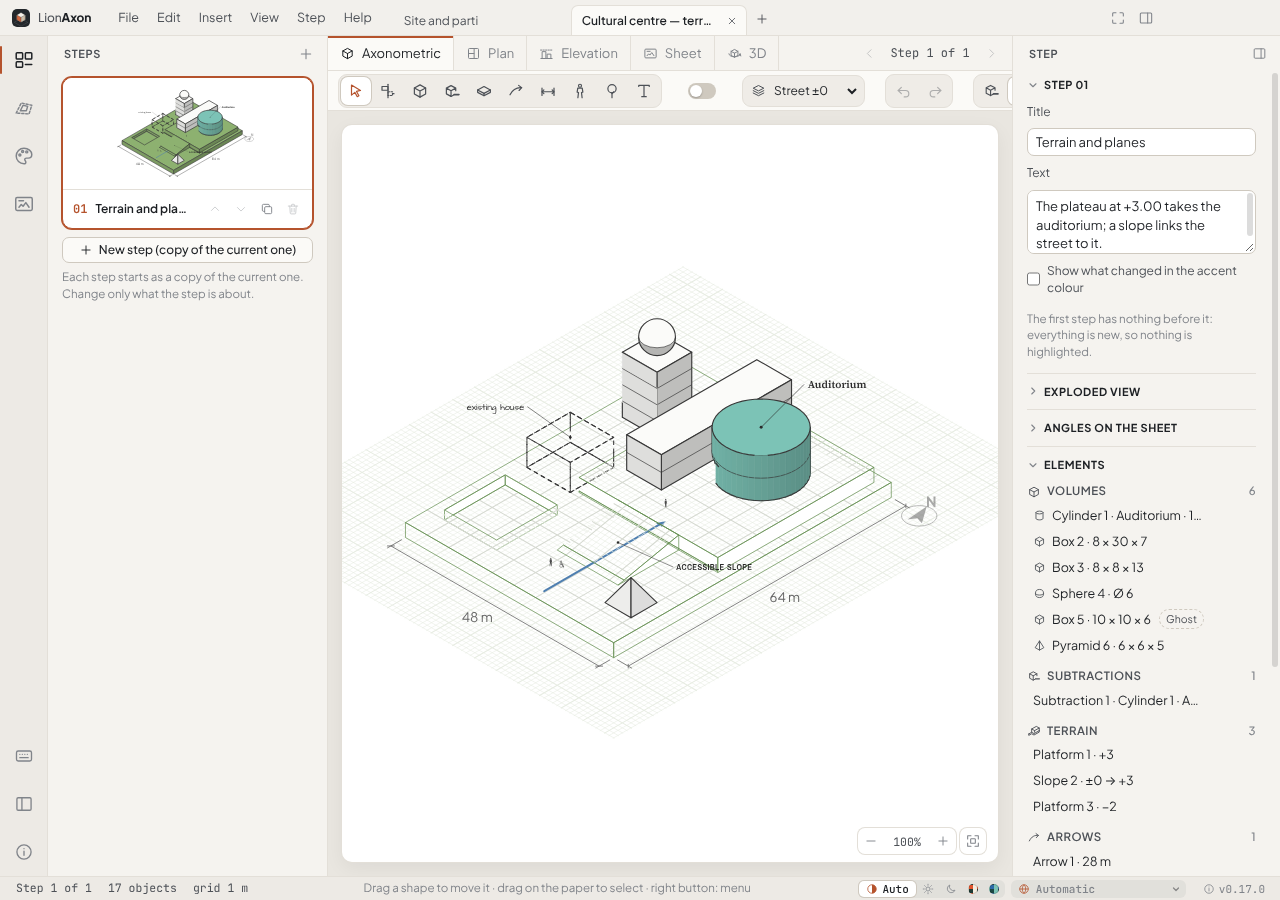 LionAxon
File
Edit
Insert
View
Step
Help
Site and parti
Cultural centre — terr…
STEPS
01 Terrain and pla…
New step (copy of the current one)
Each step starts as a copy of the current one.
Change only what the step is about.
Axonometric
Plan
Elevation
Sheet
3D
Step 1 of 1
Street ±0
existing house
Auditorium
N
ACCESSIBLE SLOPE
48 m
64 m
100%
STEP
STEP 01
Title
Terrain and planes
Text
The plateau at +3.00 takes the
auditorium; a slope links the
street to it.
Show what changed in the accent
colour
The first step has nothing before it:
everything is new, so nothing is
highlighted.
EXPLODED VIEW
ANGLES ON THE SHEET
ELEMENTS
VOLUMES 6
Cylinder 1 · Auditorium · 1…
Box 2 · 8 × 30 × 7
Box 3 · 8 × 8 × 13
Sphere 4 · Ø 6
Box 5 · 10 × 10 × 6 Ghost
Pyramid 6 · 6 × 6 × 5
SUBTRACTIONS 1
Subtraction 1 · Cylinder 1 · A…
TERRAIN 3
Platform 1 · +3
Slope 2 · ±0 → +3
Platform 3 · −2
ARROWS 1
Arrow 1 · 28 m
Step 1 of 1
17 objects
grid 1 m
Drag a shape to move it · drag on the paper to select · right button: menu
Auto
Automatic
v0.17.0